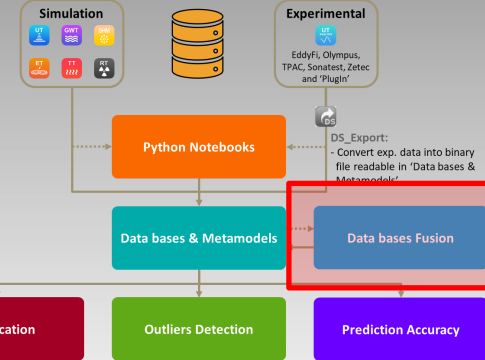 Simulation
Experimental
UT
GWT
SHM
ET
TT
RT
UT
EddyFi, Olympus,
TPAC, Sonatest, Zetec
and ‘PlugIn’
DS
DS_Export:
- Convert exp. data into binary
file readable in ‘Data bases &
Metamodels’
Python Notebooks
Data bases & Metamodels
Data bases Fusion
cation
Outliers Detection
Prediction Accuracy